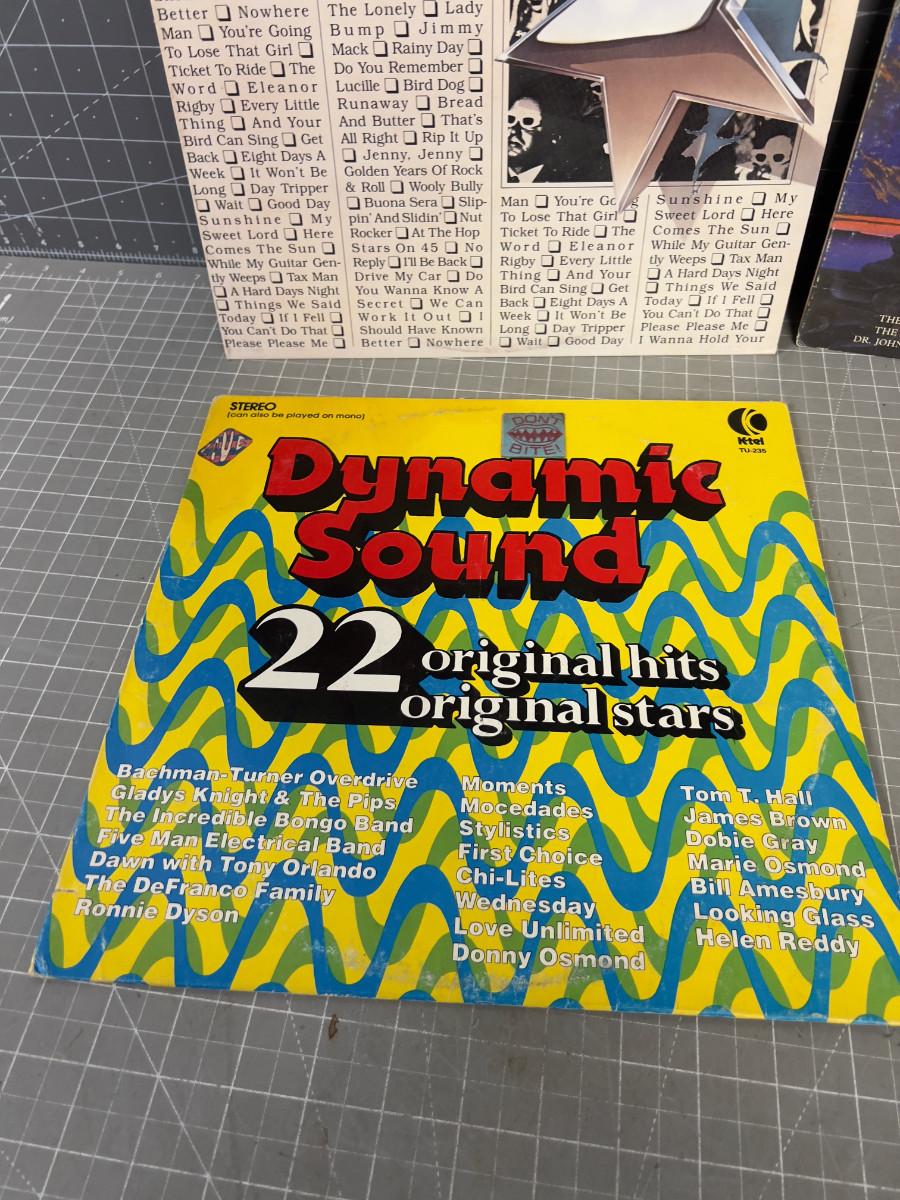 Better ❏ Nowhere
Man ❏ You're Going
To Lose That Girl ❏
Ticket To Ride ❏ The
Word ❏ Eleanor
Rigby ❏ Every Little
Thing ❏ And Your
Bird Can Sing ❏ Get
Back ❏ Eight Days A
Week ❏ It Won't Be
Long ❏ Day Tripper
❏ Wait ❏ Good Day
Sunshine ❏ My
Sweet Lord ❏ Here
Comes The Sun ❏
While My Guitar Gen-
tly Weeps ❏ Tax Man
❏ A Hard Days Night
❏ Things We Said
Today ❏ If I Fell ❏
You Can't Do That ❏
Please Please Me ❏
The Lonely ❏ Lady
Bump ❏ Jimmy
Mack ❏ Rainy Day ❏
Do You Remember ❏
Lucille ❏ Bird Dog ❏
Runaway ❏ Bread
And Butter ❏ That's
All Right ❏ Rip It Up
❏ Jenny, Jenny ❏
Golden Years Of Rock
& Roll ❏ Wooly Bully
❏ Buona Sera ❏ Slip-
pin' And Slidin' ❏ Nut
Rocker ❏ At The Hop
Stars On 45 ❏ No
Reply ❏ I'll Be Back ❏
Drive My Car ❏ Do
You Wanna Know A
Secret ❏ We Can
Work It Out ❏ I
Should Have Known
Better ❏ Nowhere
Man ❏ You're Going
To Lose That Girl ❏
Ticket To Ride ❏ The
Word ❏ Eleanor
Rigby ❏ Every Little
Thing ❏ And Your
Bird Can Sing ❏ Get
Back ❏ Eight Days A
Week ❏ It Won't Be
Long ❏ Day Tripper
❏ Wait ❏ Good Day
Sunshine ❏ My
Sweet Lord ❏ Here
Comes The Sun ❏
While My Guitar Gen-
tly Weeps ❏ Tax Man
❏ A Hard Days Night
❏ Things We Said
Today ❏ If I Fell ❏
You Can't Do That ❏
Please Please Me ❏
I Wanna Hold Your
THE
THE
DR. JOHN
STEREO
(can also be played on mono)
DON'T
BITE!
K-tel
TU-235
Dynamic
Sound
22 original hits
original stars
Bachman-Turner Overdrive
Gladys Knight & The Pips
The Incredible Bongo Band
Five Man Electrical Band
Dawn with Tony Orlando
The DeFranco Family
Ronnie Dyson
Moments
Mocedades
Stylistics
First Choice
Chi-Lites
Wednesday
Love Unlimited
Donny Osmond
Tom T. Hall
James Brown
Dobie Gray
Marie Osmond
Bill Amesbury
Looking Glass
Helen Reddy